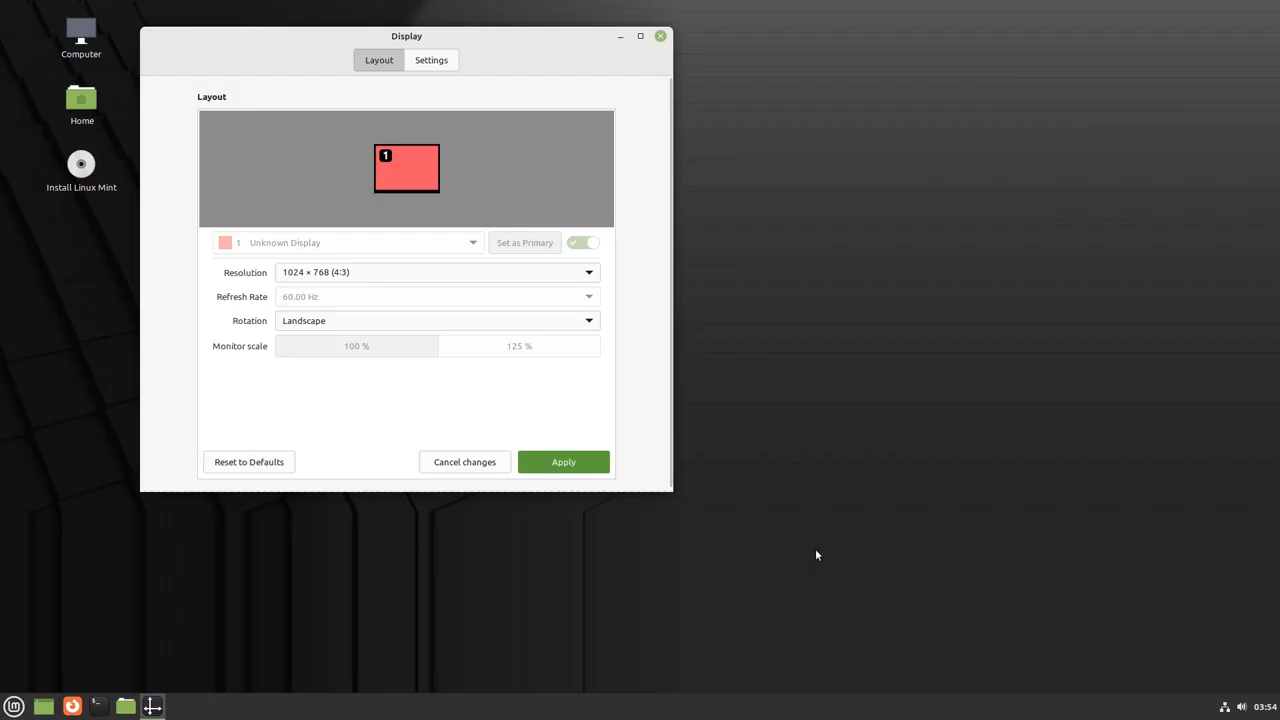 Computer
Home
Install Linux Mint
Display
Layout Settings
Layout
1
1 Unknown Display Set as Primary
Resolution 1024 × 768 (4:3)
Refresh Rate 60.00 Hz
Rotation Landscape
Monitor scale 100 % 125 %
Reset to Defaults Cancel changes Apply
03:54